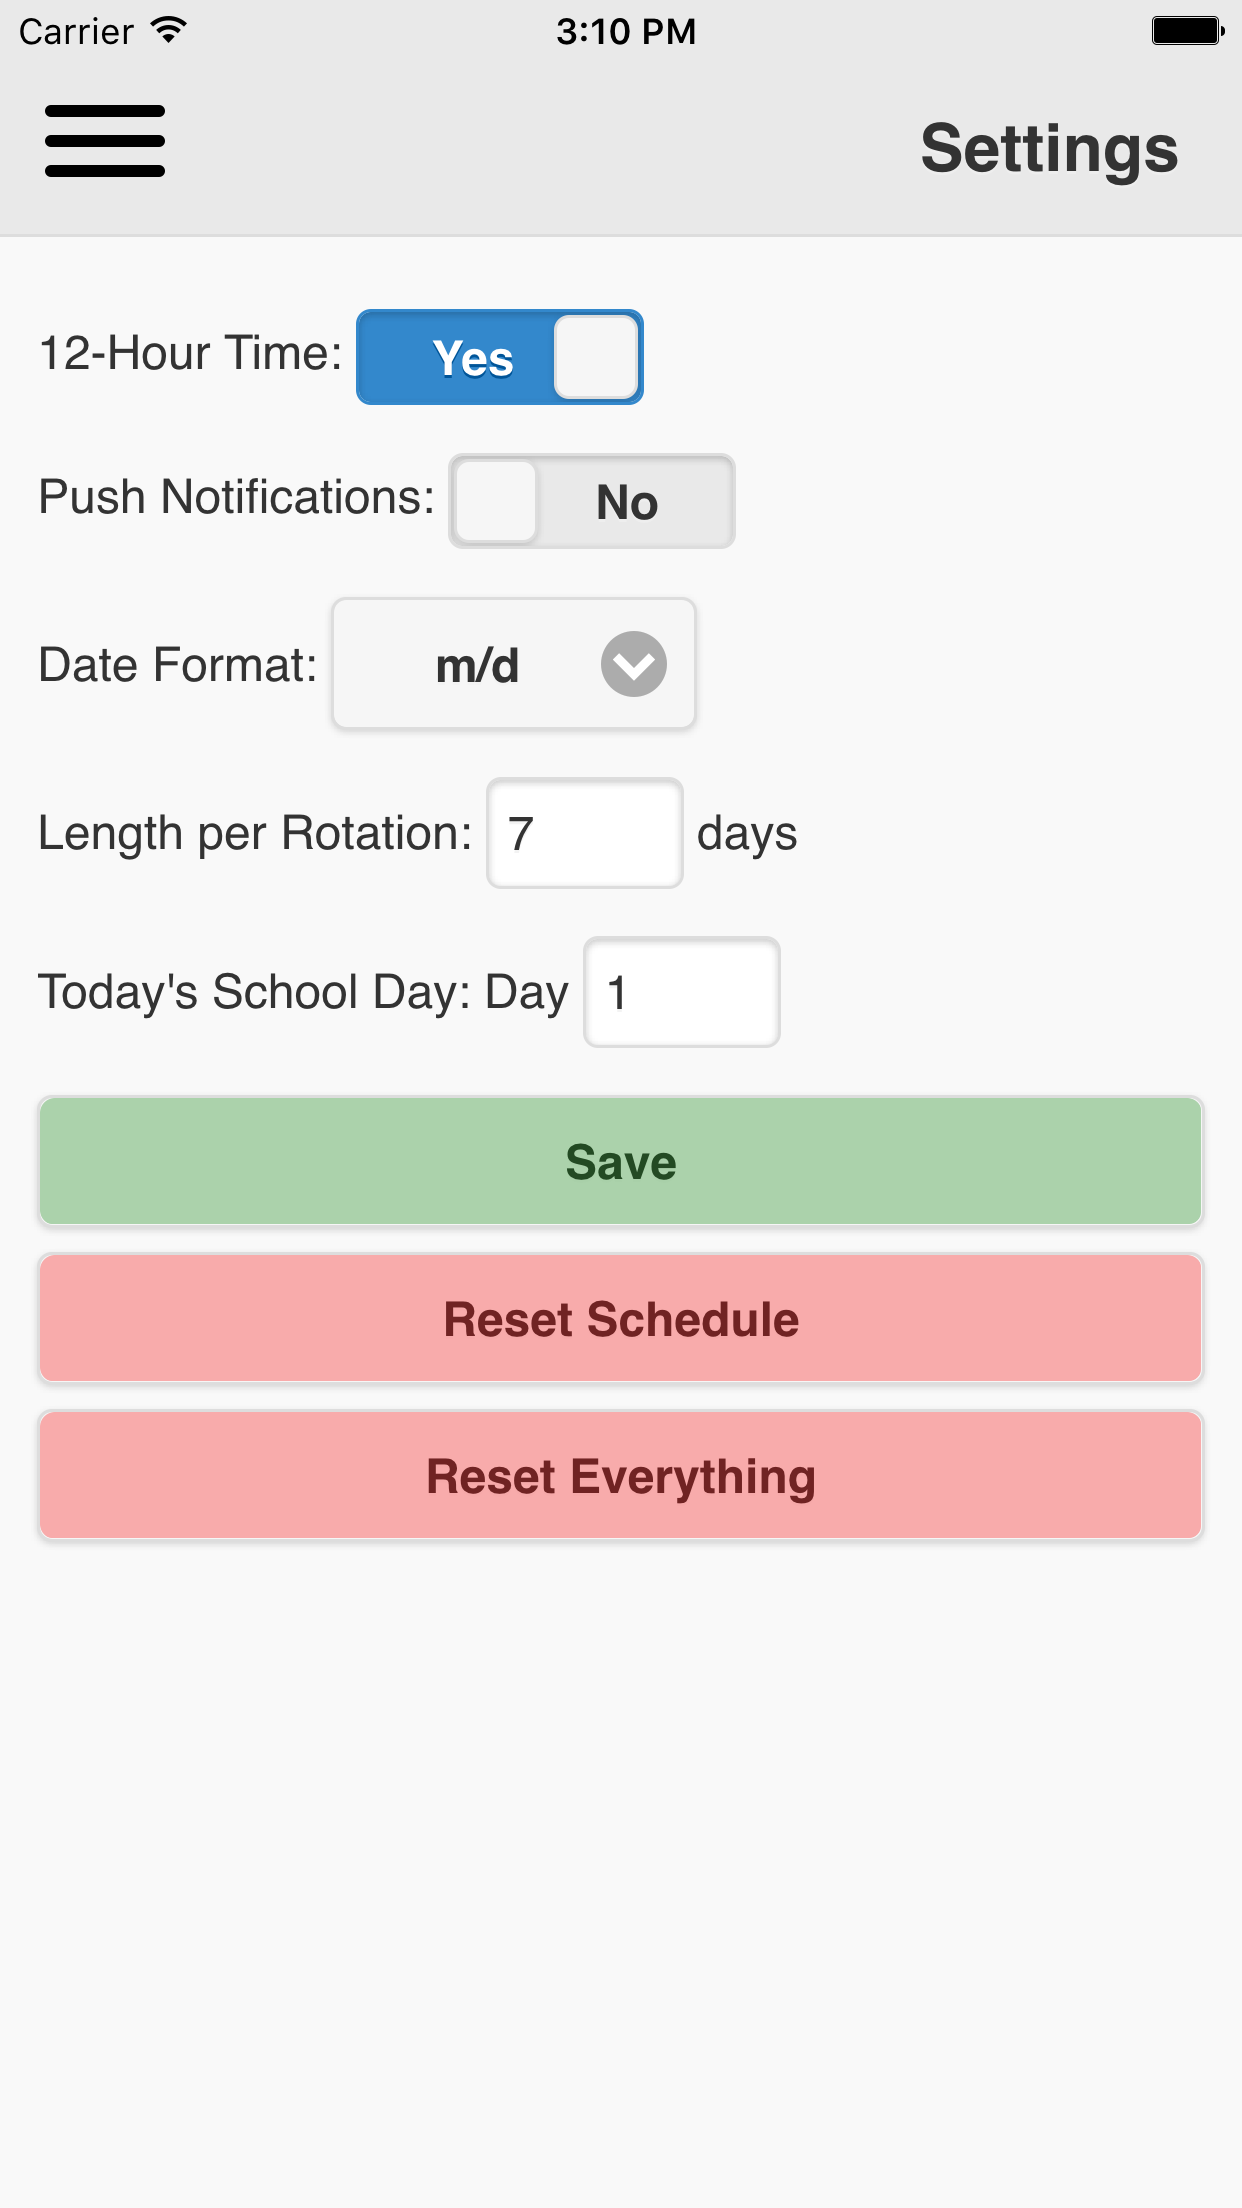 Carrier 3:10 PM
Settings
12-Hour Time: Yes
Push Notifications: No
Date Format: m/d
Length per Rotation: 7 days
Today's School Day: Day 1
Save
Reset Schedule
Reset Everything